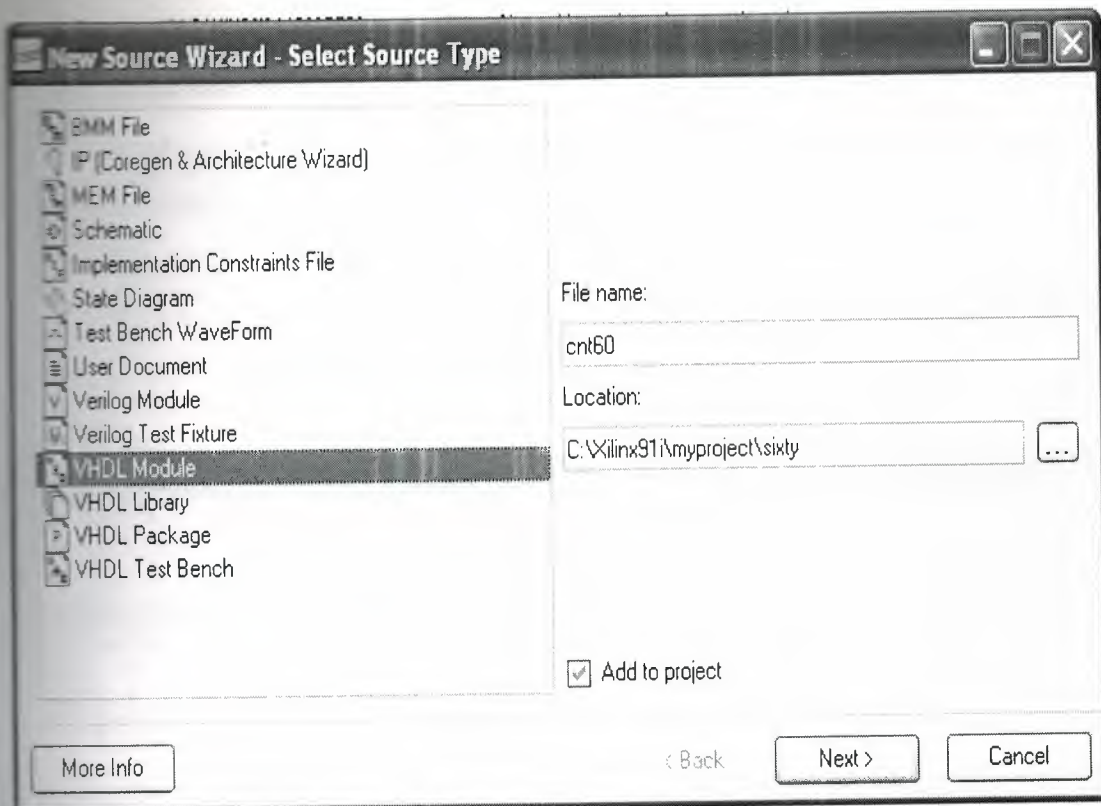 New Source Wizard - Select Source Type
BMM File
IP (Coregen & Architecture Wizard)
MEM File
Schematic
Implementation Constraints File
State Diagram
Test Bench WaveForm
User Document
Verilog Module
Verilog Test Fixture
VHDL Module
VHDL Library
VHDL Package
VHDL Test Bench
File name:
cnt60
Location:
C:\Xilinx91i\myproject\sixty
...
Add to project
More Info
< Back
Next >
Cancel